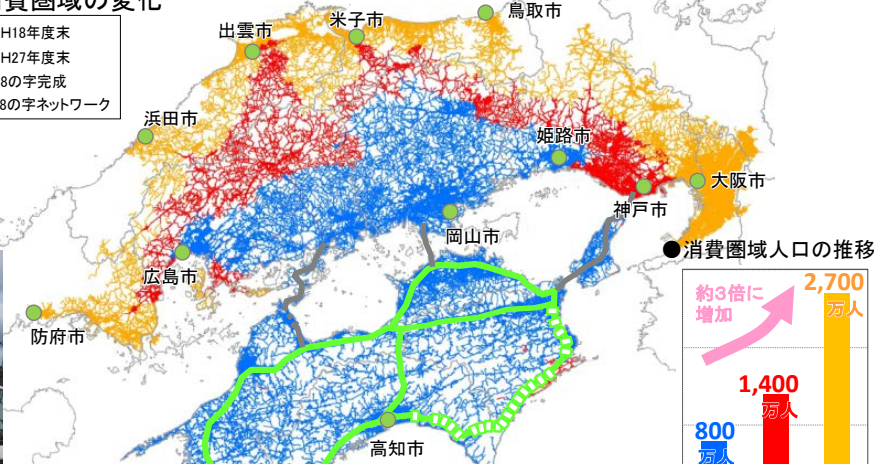 費圏域の変化
H18年度末
H27年度末
8の字完成
8の字ネットワーク
鳥取市
米子市
出雲市
浜田市
姫路市
大阪市
神戸市
岡山市
広島市
防府市
高知市
●消費圏域人口の推移
約3倍に
増加
2,700
万人
1,400
万人
800
万人